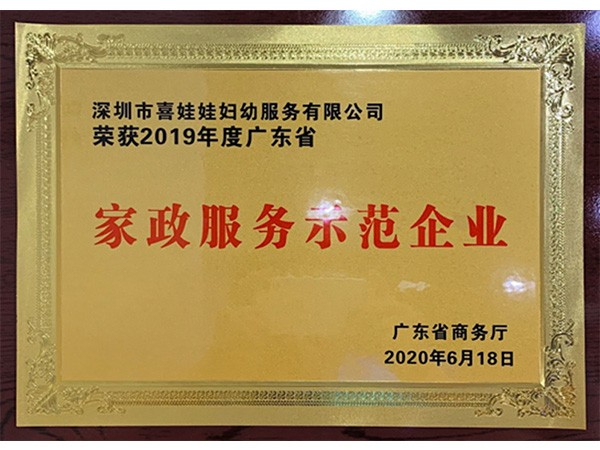 深圳市喜娃娃妇幼服务有限公司
荣获2019年度广东省
家政服务示范企业
广东省商务厅
2020年6月18日